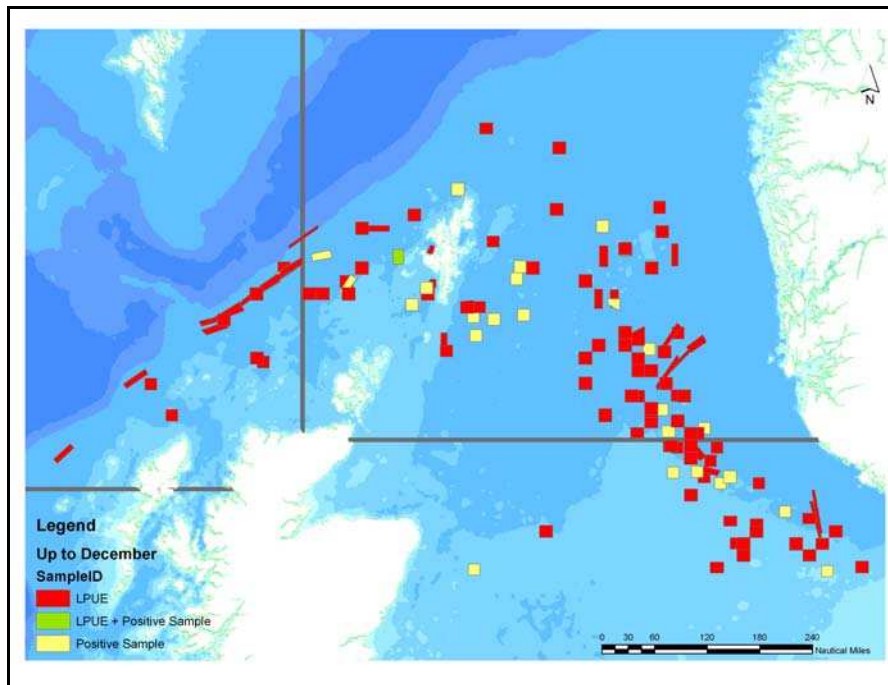 N
Legend
Up to December
SampleID
LPUE
LPUE + Positive Sample
Positive Sample
0 15 30 60 120 180 240
Nautical Miles